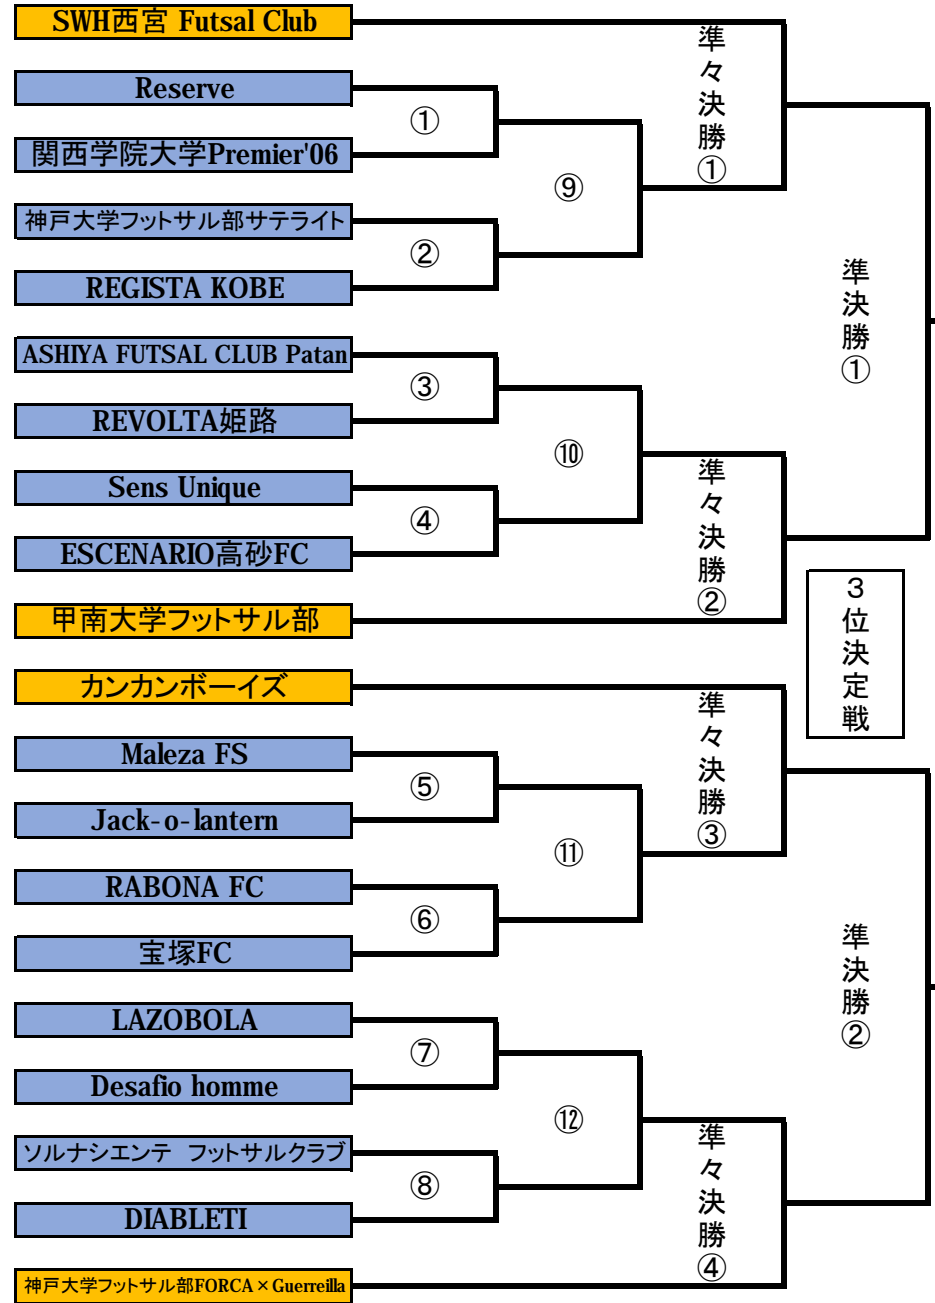 SWH西宮 Futsal Club
Reserve
関西学院大学Premier'06
神戸大学フットサル部サテライト
REGISTA KOBE
ASHIYA FUTSAL CLUB Patan
REVOLTA姫路
Sens Unique
ESCENARIO高砂FC
甲南大学フットサル部
カンカンボーイズ
Maleza FS
Jack-o-lantern
RABONA FC
宝塚FC
LAZOBOLA
Desafio homme
ソルナシエンテ　フットサルクラブ
DIABLETI
神戸大学フットサル部FORCA×Guerreilla
①
②
③
④
⑤
⑥
⑦
⑧
⑨
⑩
⑪
⑫
準々決勝①
準々決勝②
準々決勝③
準々決勝④
準決勝①
３位決定戦
準決勝②